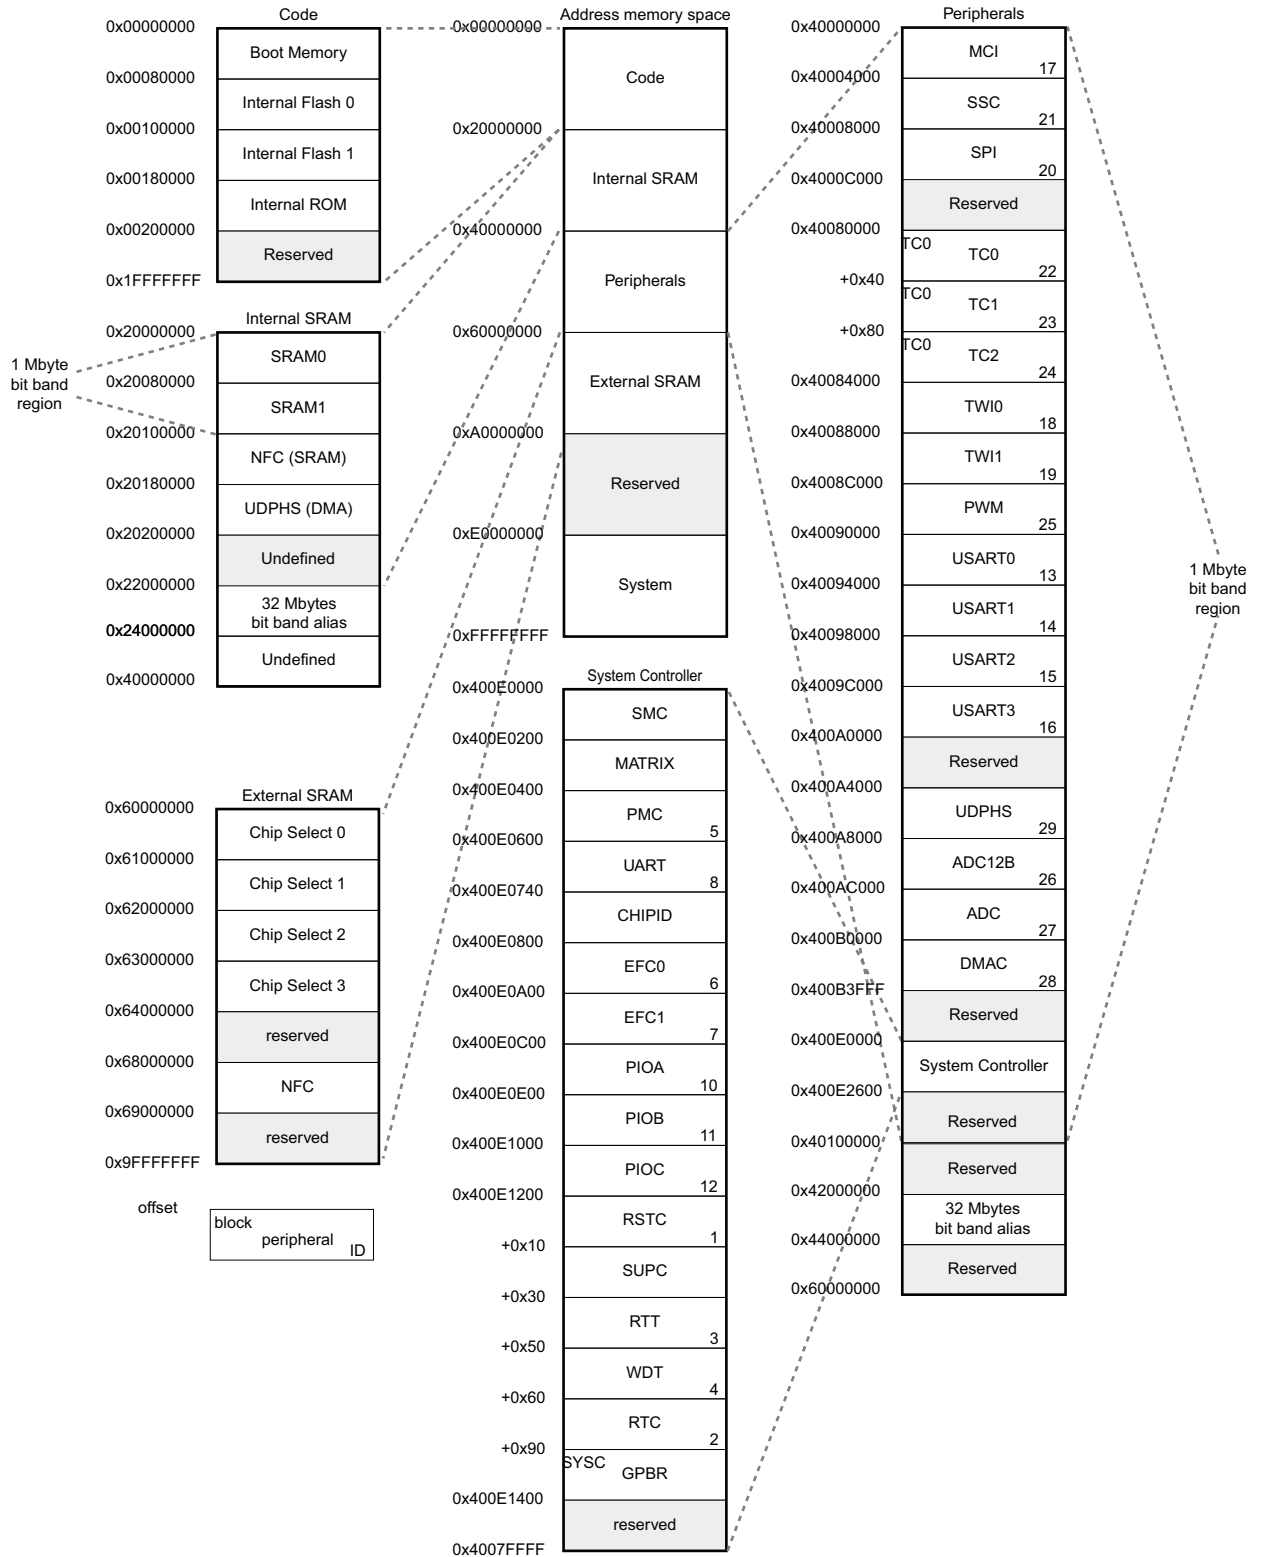 Code
0x00000000
Boot Memory
0x00080000
Internal Flash 0
0x00100000
Internal Flash 1
0x00180000
Internal ROM
0x00200000
Reserved
0x1FFFFFFF
Internal SRAM
0x20000000
SRAM0
0x20080000
SRAM1
0x20100000
NFC (SRAM)
0x20180000
UDPHS (DMA)
0x20200000
Undefined
0x22000000
32 Mbytes
bit band alias
0x24000000
Undefined
0x40000000
1 Mbyte
bit band
region
External SRAM
0x60000000
Chip Select 0
0x61000000
Chip Select 1
0x62000000
Chip Select 2
0x63000000
Chip Select 3
0x64000000
reserved
0x68000000
NFC
0x69000000
reserved
0x9FFFFFFF
offset
block
peripheral
ID
Address memory space
0x00000000
Code
0x20000000
Internal SRAM
0x40000000
Peripherals
0x60000000
External SRAM
0xA0000000
Reserved
0xE0000000
System
0xFFFFFFFF
System Controller
0x400E0000
SMC
0x400E0200
MATRIX
0x400E0400
PMC
5
0x400E0600
UART
8
0x400E0740
CHIPID
0x400E0800
EFC0
6
0x400E0A00
EFC1
7
0x400E0C00
PIOA
10
0x400E0E00
PIOB
11
0x400E1000
PIOC
12
0x400E1200
RSTC
1
+0x10
SUPC
+0x30
RTT
3
+0x50
WDT
4
+0x60
RTC
2
+0x90
SYSC
GPBR
0x400E1400
reserved
0x4007FFFF
Peripherals
0x40000000
MCI
17
0x40004000
SSC
21
0x40008000
SPI
20
0x4000C000
Reserved
0x40080000
TC0
TC0
22
+0x40
TC0
TC1
23
+0x80
TC0
TC2
24
0x40084000
TWI0
18
0x40088000
TWI1
19
0x4008C000
PWM
25
0x40090000
USART0
13
0x40094000
USART1
14
0x40098000
USART2
15
0x4009C000
USART3
16
0x400A0000
Reserved
0x400A4000
UDPHS
29
0x400A8000
ADC12B
26
0x400AC000
ADC
27
0x400B0000
DMAC
28
0x400B3FFF
Reserved
0x400E0000
System Controller
0x400E2600
Reserved
0x40100000
Reserved
0x42000000
32 Mbytes
bit band alias
0x44000000
Reserved
0x60000000
1 Mbyte
bit band
region